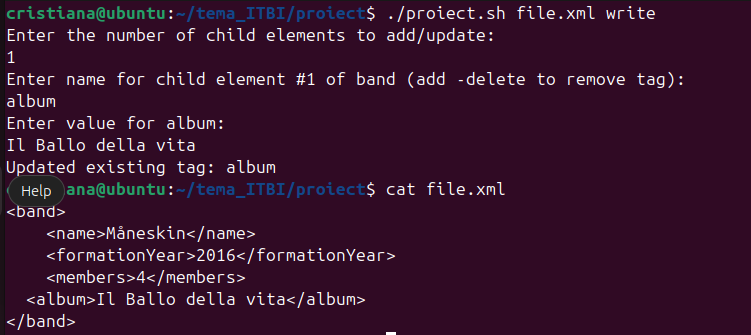 cristiana@ubuntu:~/tema_ITBI/proiect$ ./proiect.sh file.xml write
Enter the number of child elements to add/update:
1
Enter name for child element #1 of band (add -delete to remove tag):
album
Enter value for album:
Il Ballo della vita
Updated existing tag: album
Help ana@ubuntu:~/tema_ITBI/proiect$ cat file.xml
<band>
    <name>Måneskin</name>
    <formationYear>2016</formationYear>
    <members>4</members>
  <album>Il Ballo della vita</album>
</band>